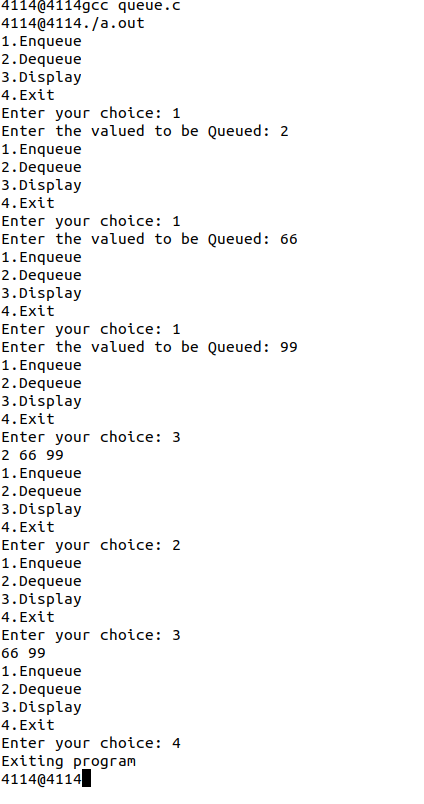 4114@4114gcc queue.c
4114@4114./a.out
1.Enqueue
2.Dequeue
3.Display
4.Exit
Enter your choice: 1
Enter the valued to be Queued: 2
1.Enqueue
2.Dequeue
3.Display
4.Exit
Enter your choice: 1
Enter the valued to be Queued: 66
1.Enqueue
2.Dequeue
3.Display
4.Exit
Enter your choice: 1
Enter the valued to be Queued: 99
1.Enqueue
2.Dequeue
3.Display
4.Exit
Enter your choice: 3
2 66 99
1.Enqueue
2.Dequeue
3.Display
4.Exit
Enter your choice: 2
1.Enqueue
2.Dequeue
3.Display
4.Exit
Enter your choice: 3
66 99
1.Enqueue
2.Dequeue
3.Display
4.Exit
Enter your choice: 4
Exiting program
4114@4114